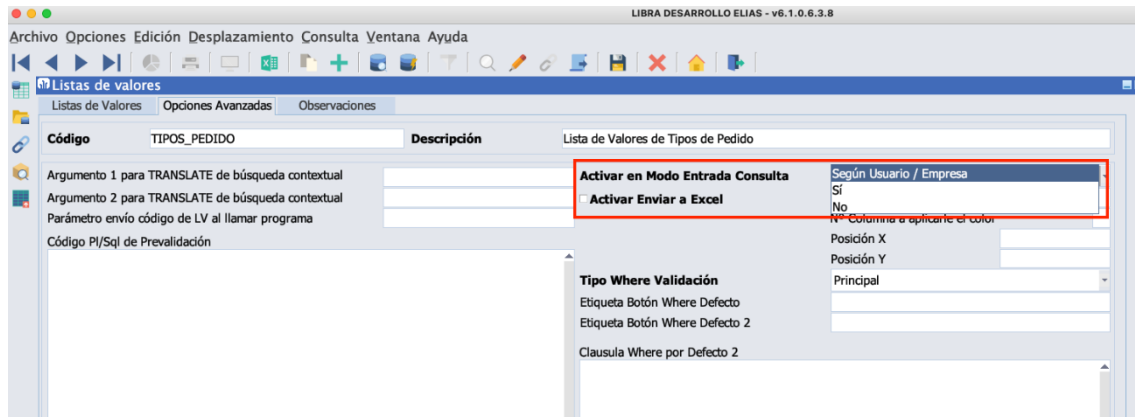 LIBRA DESARROLLO ELIAS - v6.1.0.6.3.8
Archivo Opciones Edición Desplazamiento Consulta Ventana Ayuda
Listas de valores
Listas de Valores Opciones Avanzadas Observaciones
Código TIPOS_PEDIDO Descripción Lista de Valores de Tipos de Pedido
Argumento 1 para TRANSLATE de búsqueda contextual
Argumento 2 para TRANSLATE de búsqueda contextual
Parámetro envío código de LV al llamar programa
Código Pl/Sql de Prevalidación
Activar en Modo Entrada Consulta Según Usuario / Empresa
Sí
Activar Enviar a Excel
No
Nº Columna a aplicarle el color
Posición X
Posición Y
Tipo Where Validación Principal
Etiqueta Botón Where Defecto
Etiqueta Botón Where Defecto 2
Clausula Where por Defecto 2